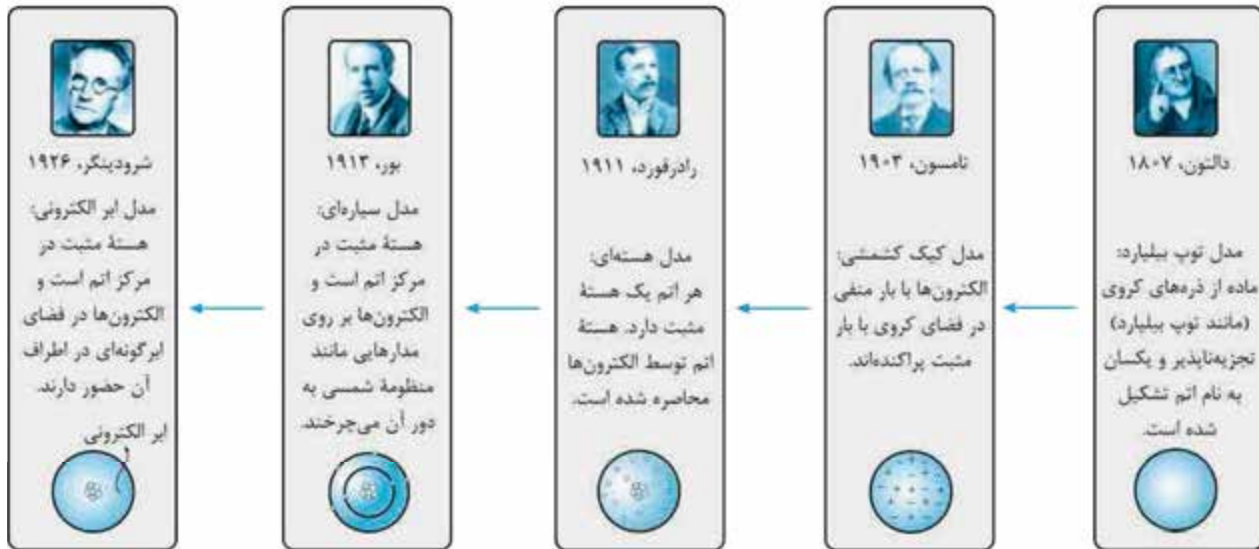 دالتون، ۱۸۰۷
مدل توپ بیلیارد:
ماده از ذره‌های کروی
(مانند توپ بیلیارد)
تجزیه‌ناپذیر و یکسان
به نام اتم تشکیل
شده است.
تامسون، ۱۹۰۳
مدل کیک کشمشی:
الکترون‌ها با بار منفی
در فضای کروی با بار
مثبت پراکنده‌اند.
رادرفورد، ۱۹۱۱
مدل هسته‌ای:
هر اتم یک هستهٔ
مثبت دارد. هستهٔ
اتم توسط الکترون‌ها
محاصره شده است.
بور، ۱۹۱۳
مدل سیاره‌ای:
هستهٔ مثبت در
مرکز اتم است و
الکترون‌ها بر روی
مدارهایی مانند
منظومهٔ شمسی به
دور آن می‌چرخند.
شرودینگر، ۱۹۲۶
مدل ابر الکترونی:
هستهٔ مثبت در
مرکز اتم است و
الکترون‌ها در فضای
ابرگونه‌ای در اطراف
آن حضور دارند.
ابر الکترونی